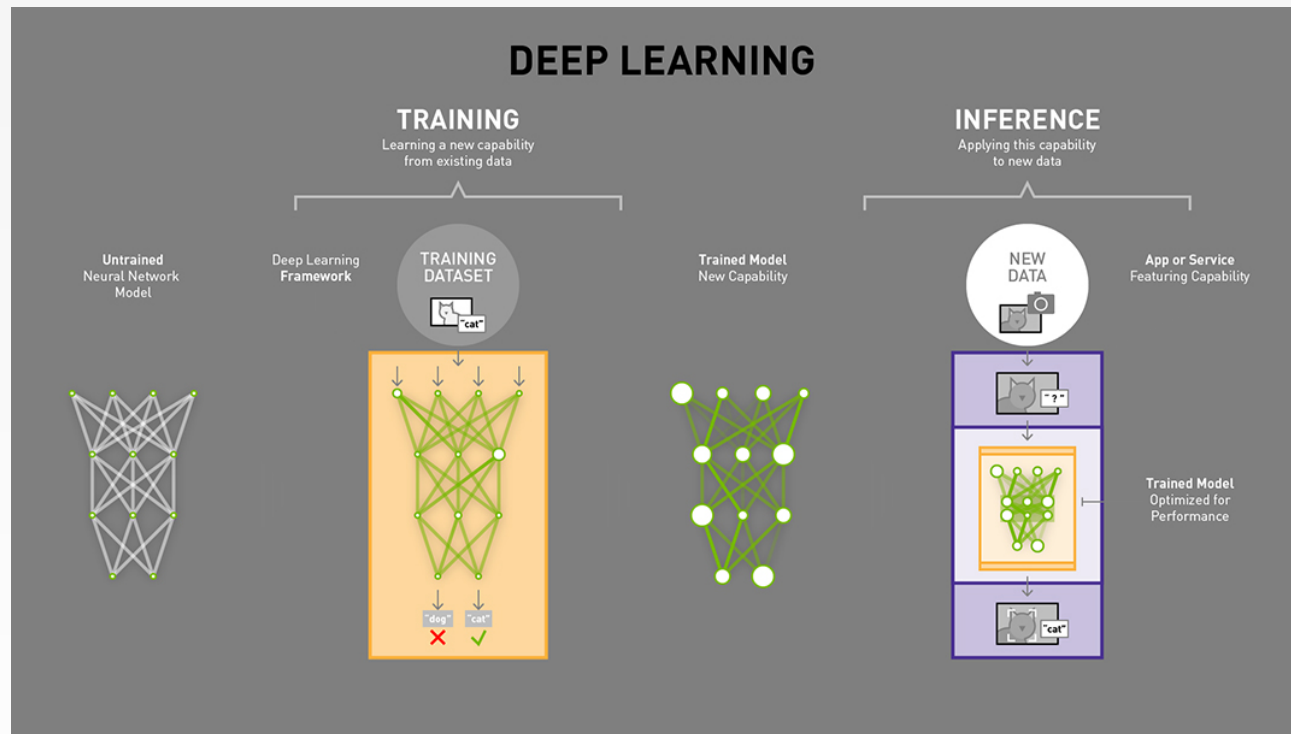 DEEP LEARNING
TRAINING
Learning a new capability
from existing data
INFERENCE
Applying this capability
to new data
Untrained
Neural Network
Model
Deep Learning
Framework
TRAINING
DATASET
"cat"
Trained Model
New Capability
NEW
DATA
App or Service
Featuring Capability
"?"
Trained Model
Optimized for
Performance
"dog"
"cat"
"cat"